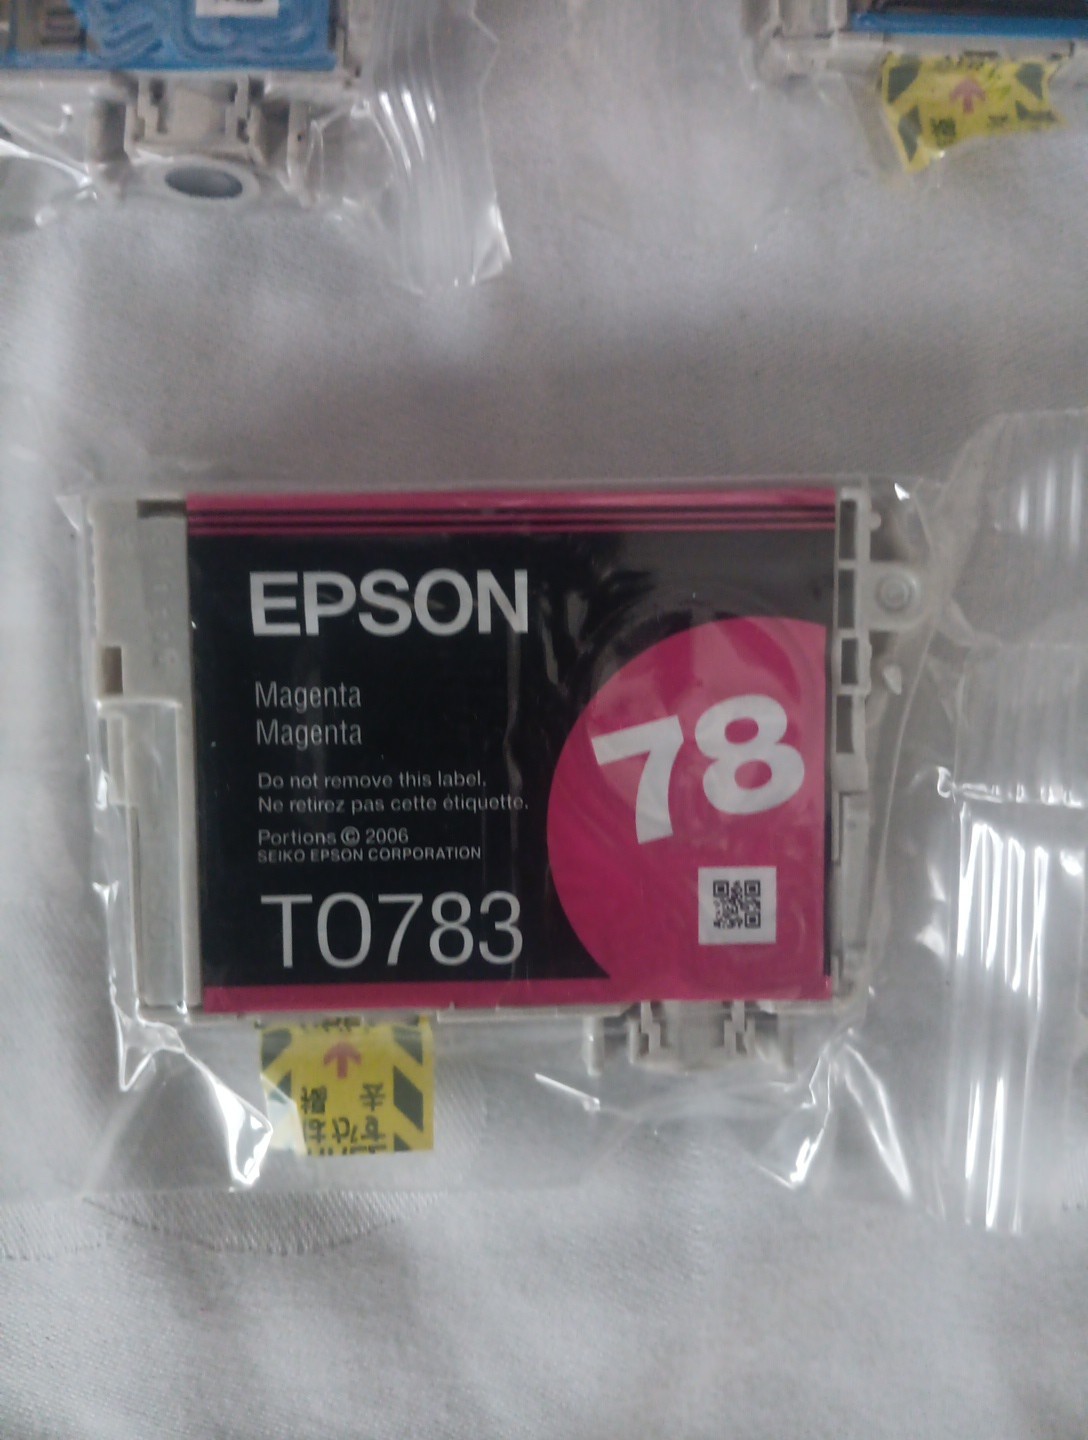 EPSON
Magenta
Magenta
78
Do not remove this label.
Ne retirez pas cette étiquette.
Portions © 2006
SEIKO EPSON CORPORATION
T0783